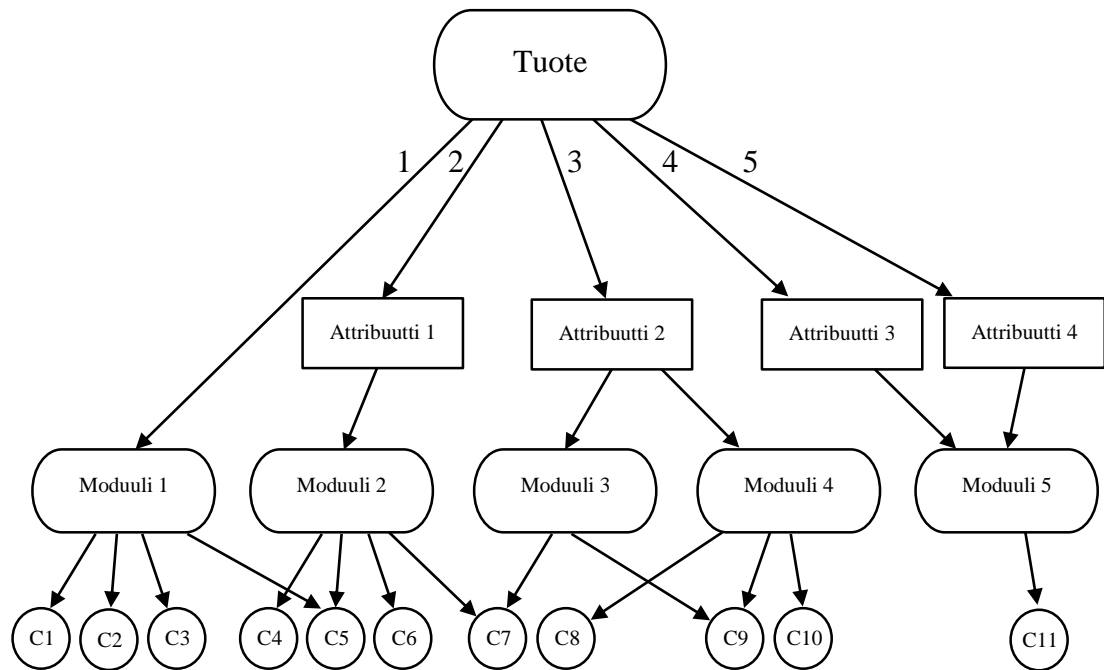 Tuote
1
2
3
4
5
Attribuutti 1
Attribuutti 2
Attribuutti 3
Attribuutti 4
Moduuli 1
Moduuli 2
Moduuli 3
Moduuli 4
Moduuli 5
C1
C2
C3
C4
C5
C6
C7
C8
C9
C10
C11